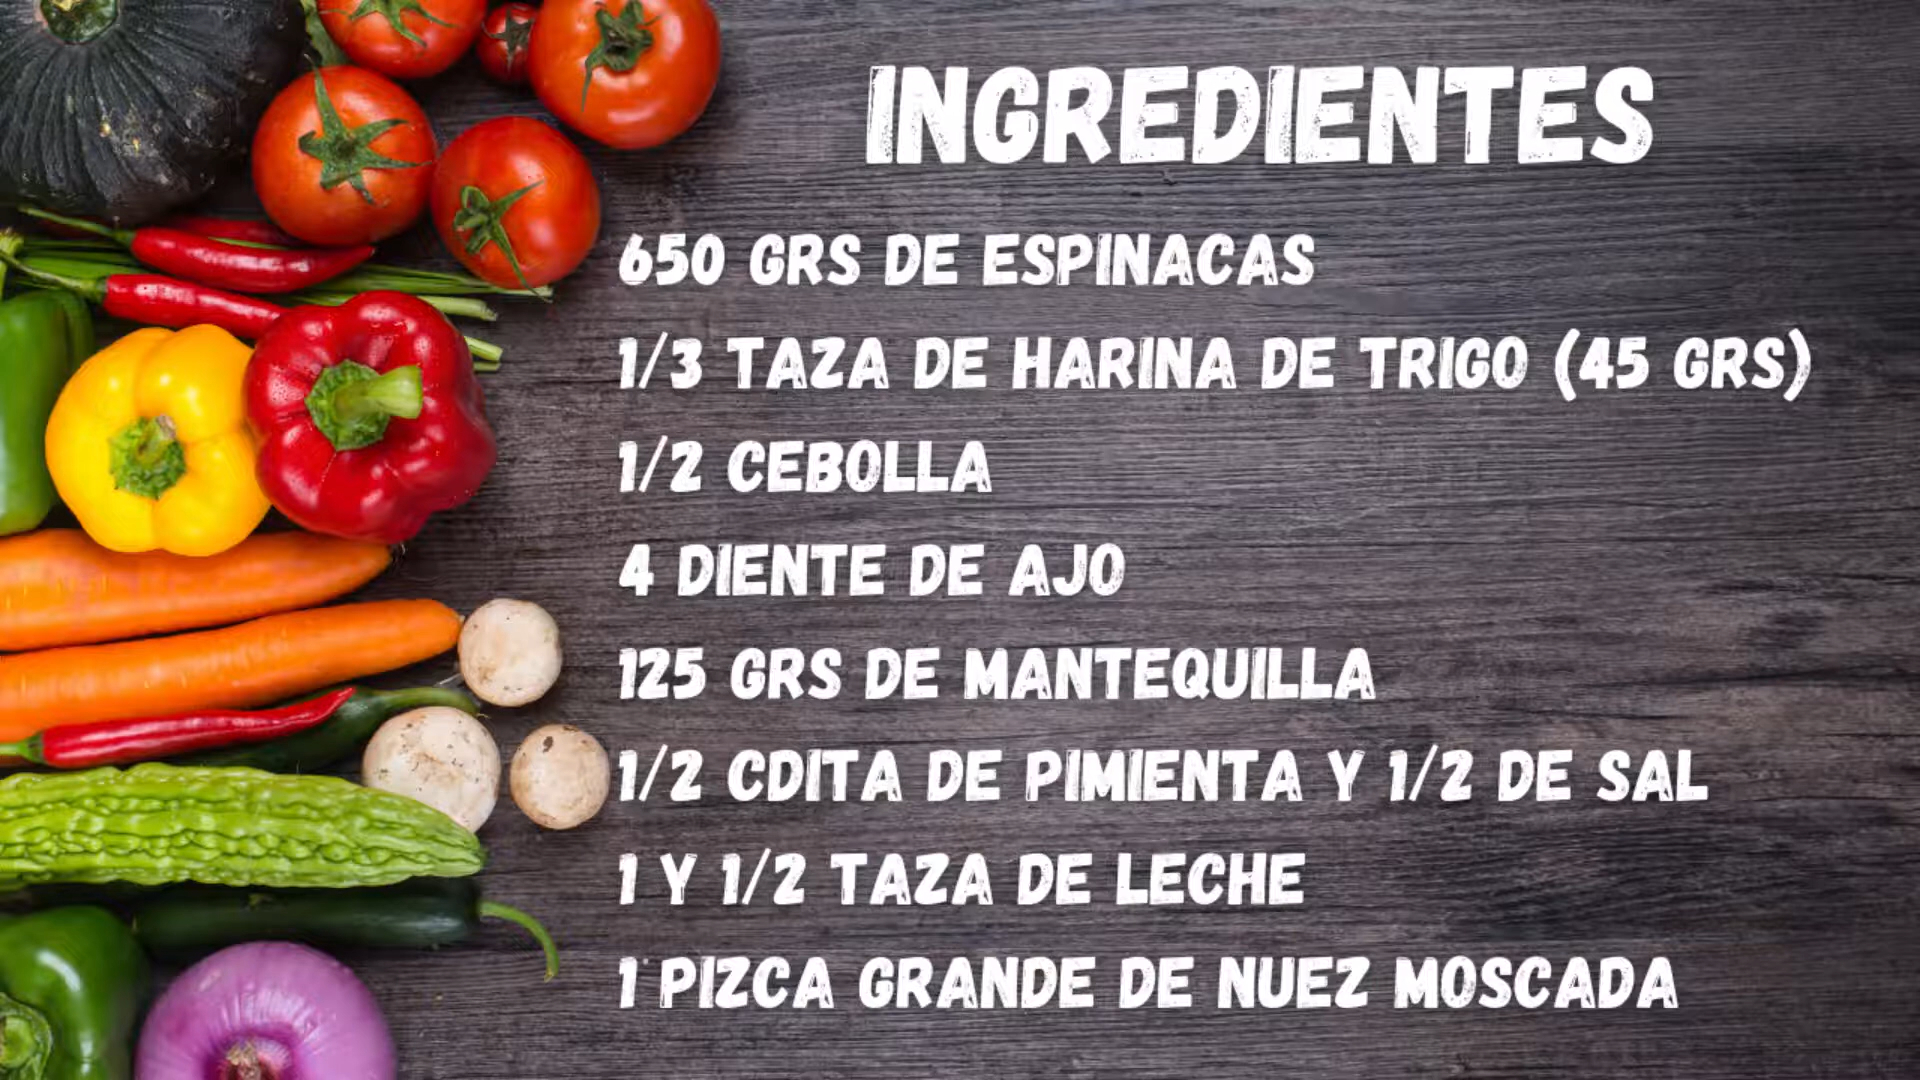 INGREDIENTES
650 GRS DE ESPINACAS
1/3 TAZA DE HARINA DE TRIGO (45 GRS)
1/2 CEBOLLA
4 DIENTE DE AJO
125 GRS DE MANTEQUILLA
1/2 CDITA DE PIMIENTA Y 1/2 DE SAL
1 Y 1/2 TAZA DE LECHE
1 PIZCA GRANDE DE NUEZ MOSCADA